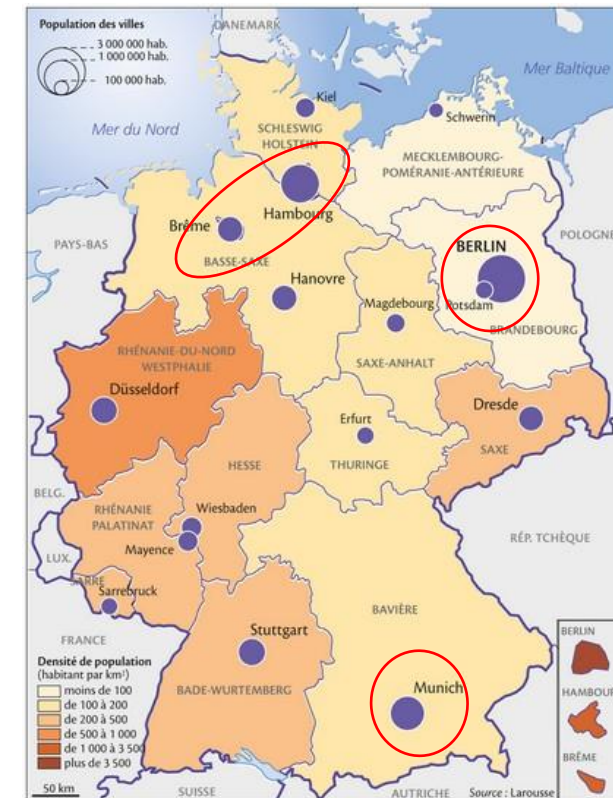 Population des villes
3 000 000 hab.
1 000 000 hab.
100 000 hab.
DANEMARK
Mer Baltique
Mer du Nord
Kiel
SCHLESWIG
HOLSTEIN
Schwerin
MECKLEMBOURG-
POMÉRANIE-ANTÉRIEURE
Hambourg
Brême
BASSE-SAXE
PAYS-BAS
POLOGNE
BERLIN
Potsdam
BRANDEBOURG
Hanovre
Magdebourg
SAXE-ANHALT
RHÉNANIE-DU-NORD
WESTPHALIE
Düsseldorf
Dresde
SAXE
Erfurt
THURINGE
HESSE
BELG.
RHÉNANIE
PALATINAT
Wiesbaden
Mayence
LUX.
SARRE
Sarrebruck
RÉP. TCHÈQUE
FRANCE
BAVIÈRE
Stuttgart
BADE-WURTEMBERG
Munich
Densité de population
(habitant par km²)
moins de 100
de 100 à 200
de 200 à 500
de 500 à 1 000
de 1 000 à 3 500
plus de 3 500
50 km
SUISSE
AUTRICHE
Source : Larousse
BERLIN
HAMBOUR
BRÊME